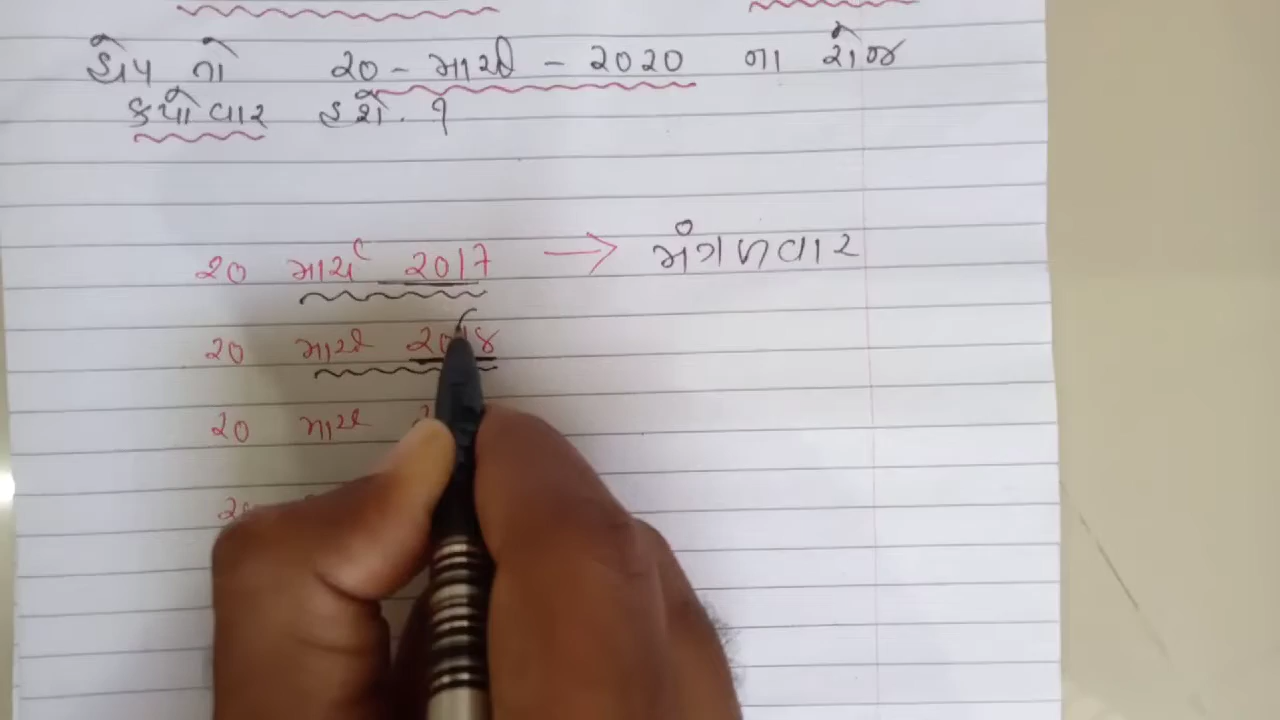 હોય તો 20 - માર્ચ - 2020 ના રોજ
કયો વાર હશે. ?
20 માર્ચ 2017 → મંગળવાર
20 માર્ચ 2018
20 માર્ચ